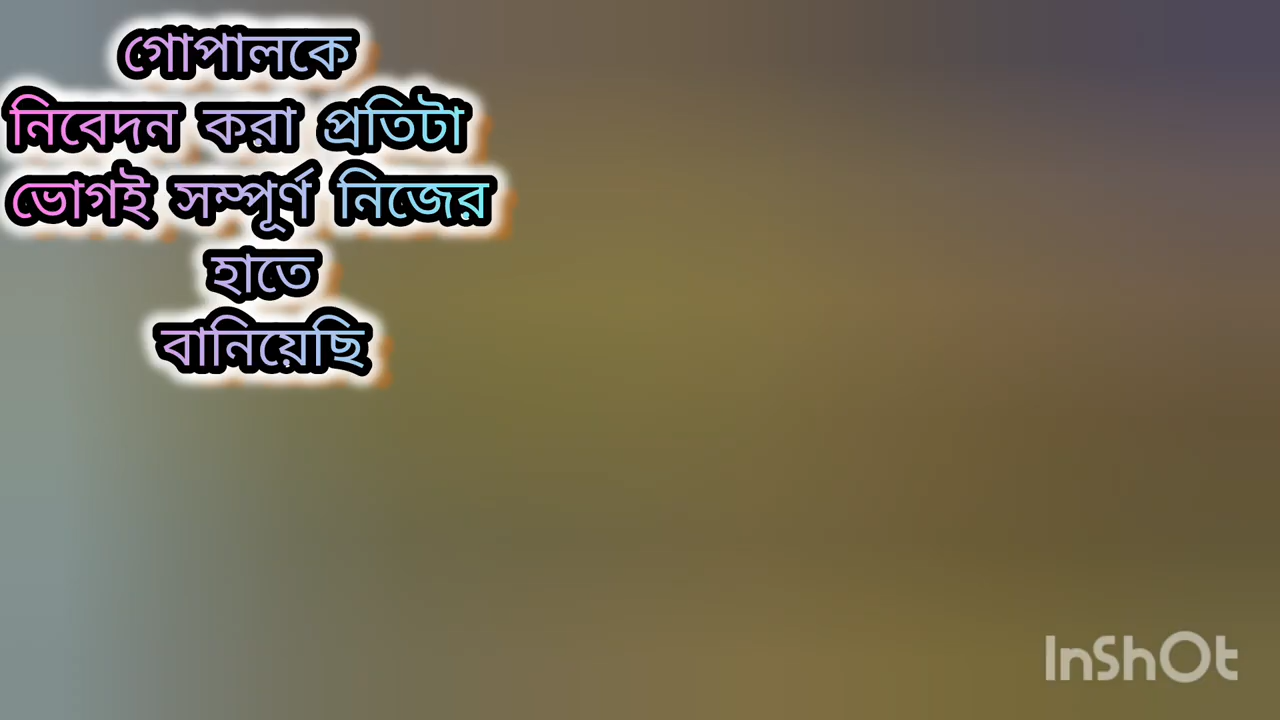 গোপালকে
নিবেদন করা প্রতিটা
ভোগই সম্পূর্ণ নিজের
হাতে
বানিয়েছি
InShOt